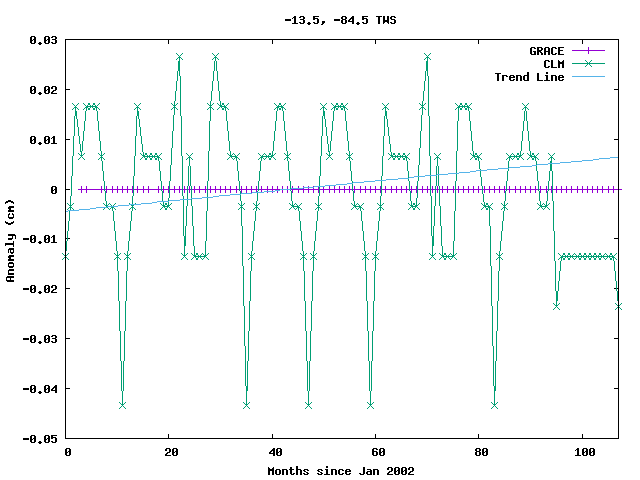 -13.5, -84.5 TWS
GRACE
CLM
Trend Line
0.03
0.02
0.01
0
-0.01
-0.02
-0.03
-0.04
-0.05
Anomaly (cm)
0 20 40 60 80 100
Months since Jan 2002